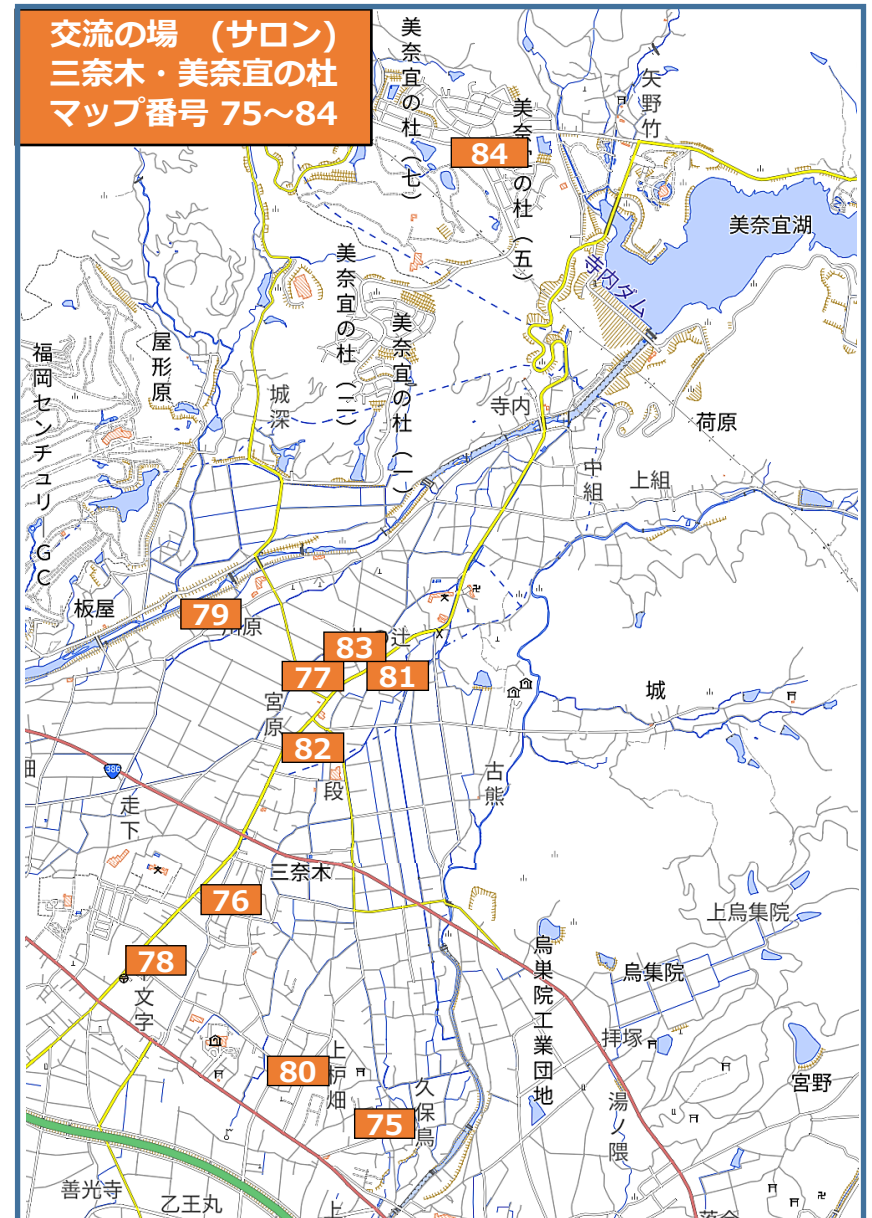 交流の場　(サロン)
三奈木・美奈宜の杜
マップ番号 75～84
美奈宜の杜（七）
美奈宜の杜（五）
矢野竹
84
美奈宜湖
寺内ダム
美奈宜の杜（二）
美奈宜の杜（一）
福岡センチュリーGC
屋形原
城深
寺内
荷原
中組
上組
板屋
79
原
辻
83
77
81
城
宮原
82
段
古熊
386
走下
三奈木
76
上烏集院
烏集院
烏巣院工業団地
78
文字
拝塚
80
上
畑
久保鳥
75
湯ノ隈
宮野
善光寺
乙王丸
上